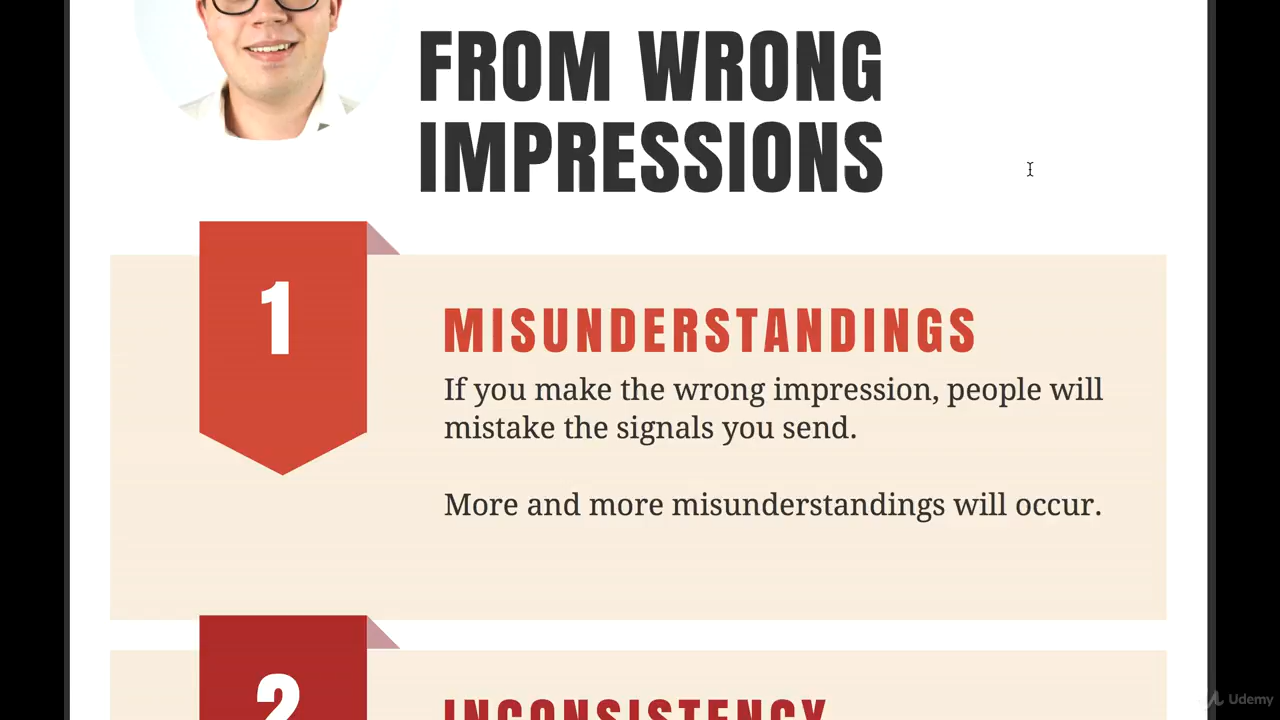 FROM WRONG
IMPRESSIONS
1
MISUNDERSTANDINGS
If you make the wrong impression, people will
mistake the signals you send.
More and more misunderstandings will occur.
2
INCONSISTENCY
Udemy